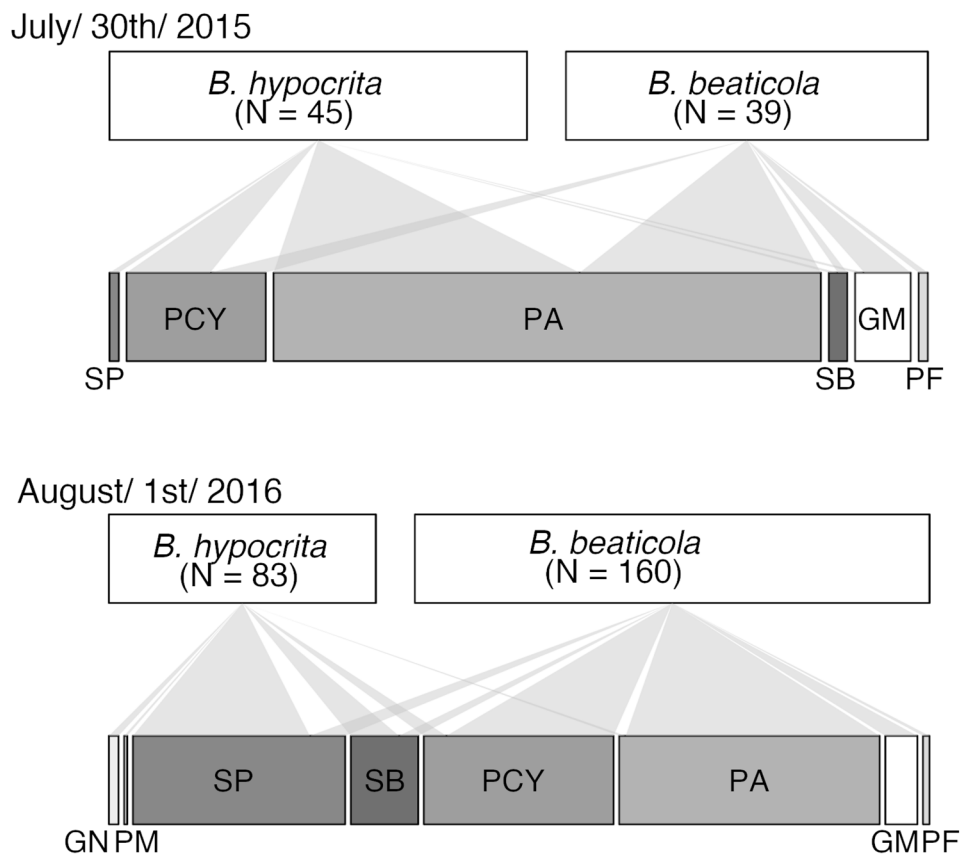 July/ 30th/ 2015
B. hypocrita
(N = 45)
B. beaticola
(N = 39)
PCY
PA
GM
SP
SB
PF
August/ 1st/ 2016
B. hypocrita
(N = 83)
B. beaticola
(N = 160)
SP
SB
PCY
PA
GN
PM
GM
PF